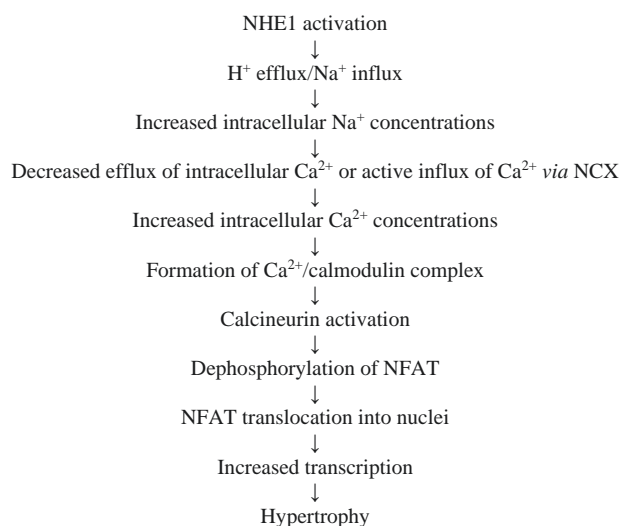 NHE1 activation
↓
H⁺ efflux/Na⁺ influx
↓
Increased intracellular Na⁺ concentrations
↓
Decreased efflux of intracellular Ca²⁺ or active influx of Ca²⁺ via NCX
↓
Increased intracellular Ca²⁺ concentrations
↓
Formation of Ca²⁺/calmodulin complex
↓
Calcineurin activation
↓
Dephosphorylation of NFAT
↓
NFAT translocation into nuclei
↓
Increased transcription
↓
Hypertrophy